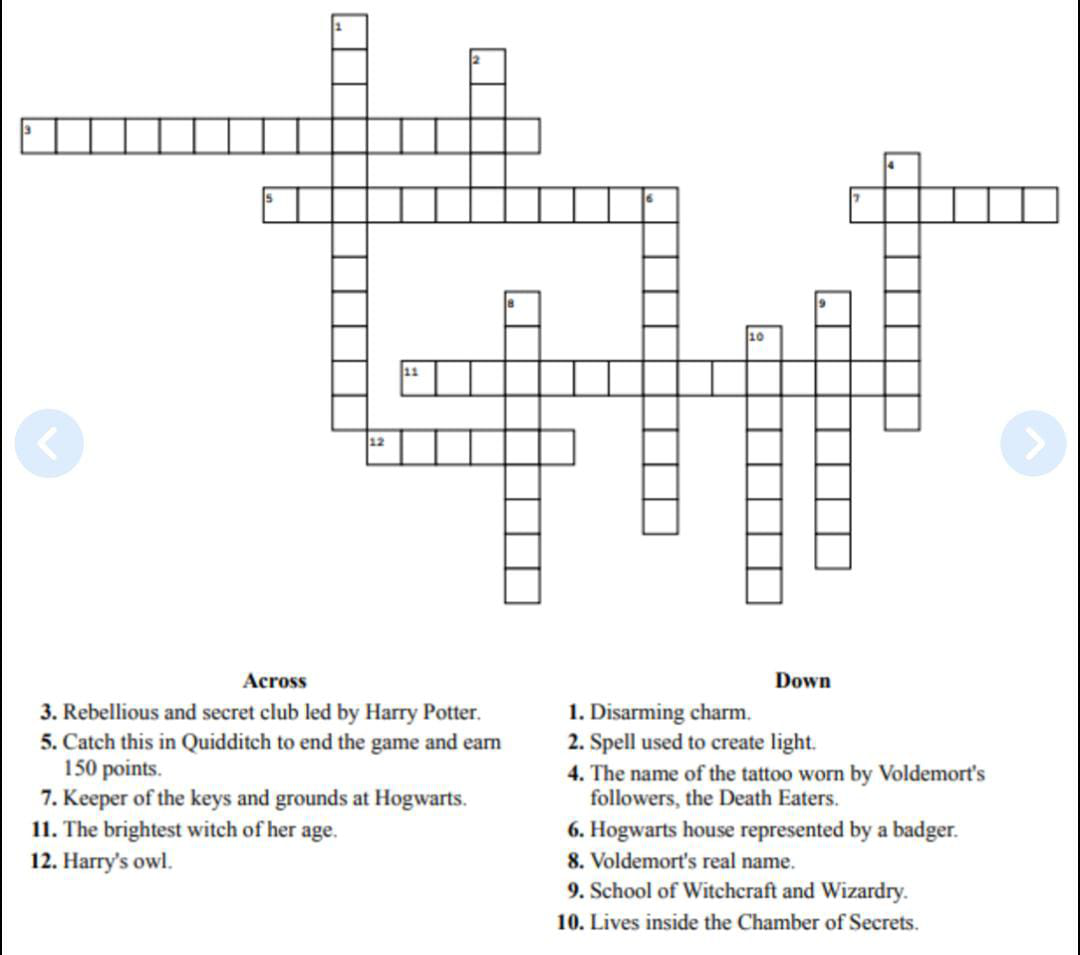 1
2
3
4
5
6
7
8
9
10
11
12
Across
3. Rebellious and secret club led by Harry Potter.
5. Catch this in Quidditch to end the game and earn
150 points.
7. Keeper of the keys and grounds at Hogwarts.
11. The brightest witch of her age.
12. Harry's owl.
Down
1. Disarming charm.
2. Spell used to create light.
4. The name of the tattoo worn by Voldemort's
followers, the Death Eaters.
6. Hogwarts house represented by a badger.
8. Voldemort's real name.
9. School of Witchcraft and Wizardry.
10. Lives inside the Chamber of Secrets.